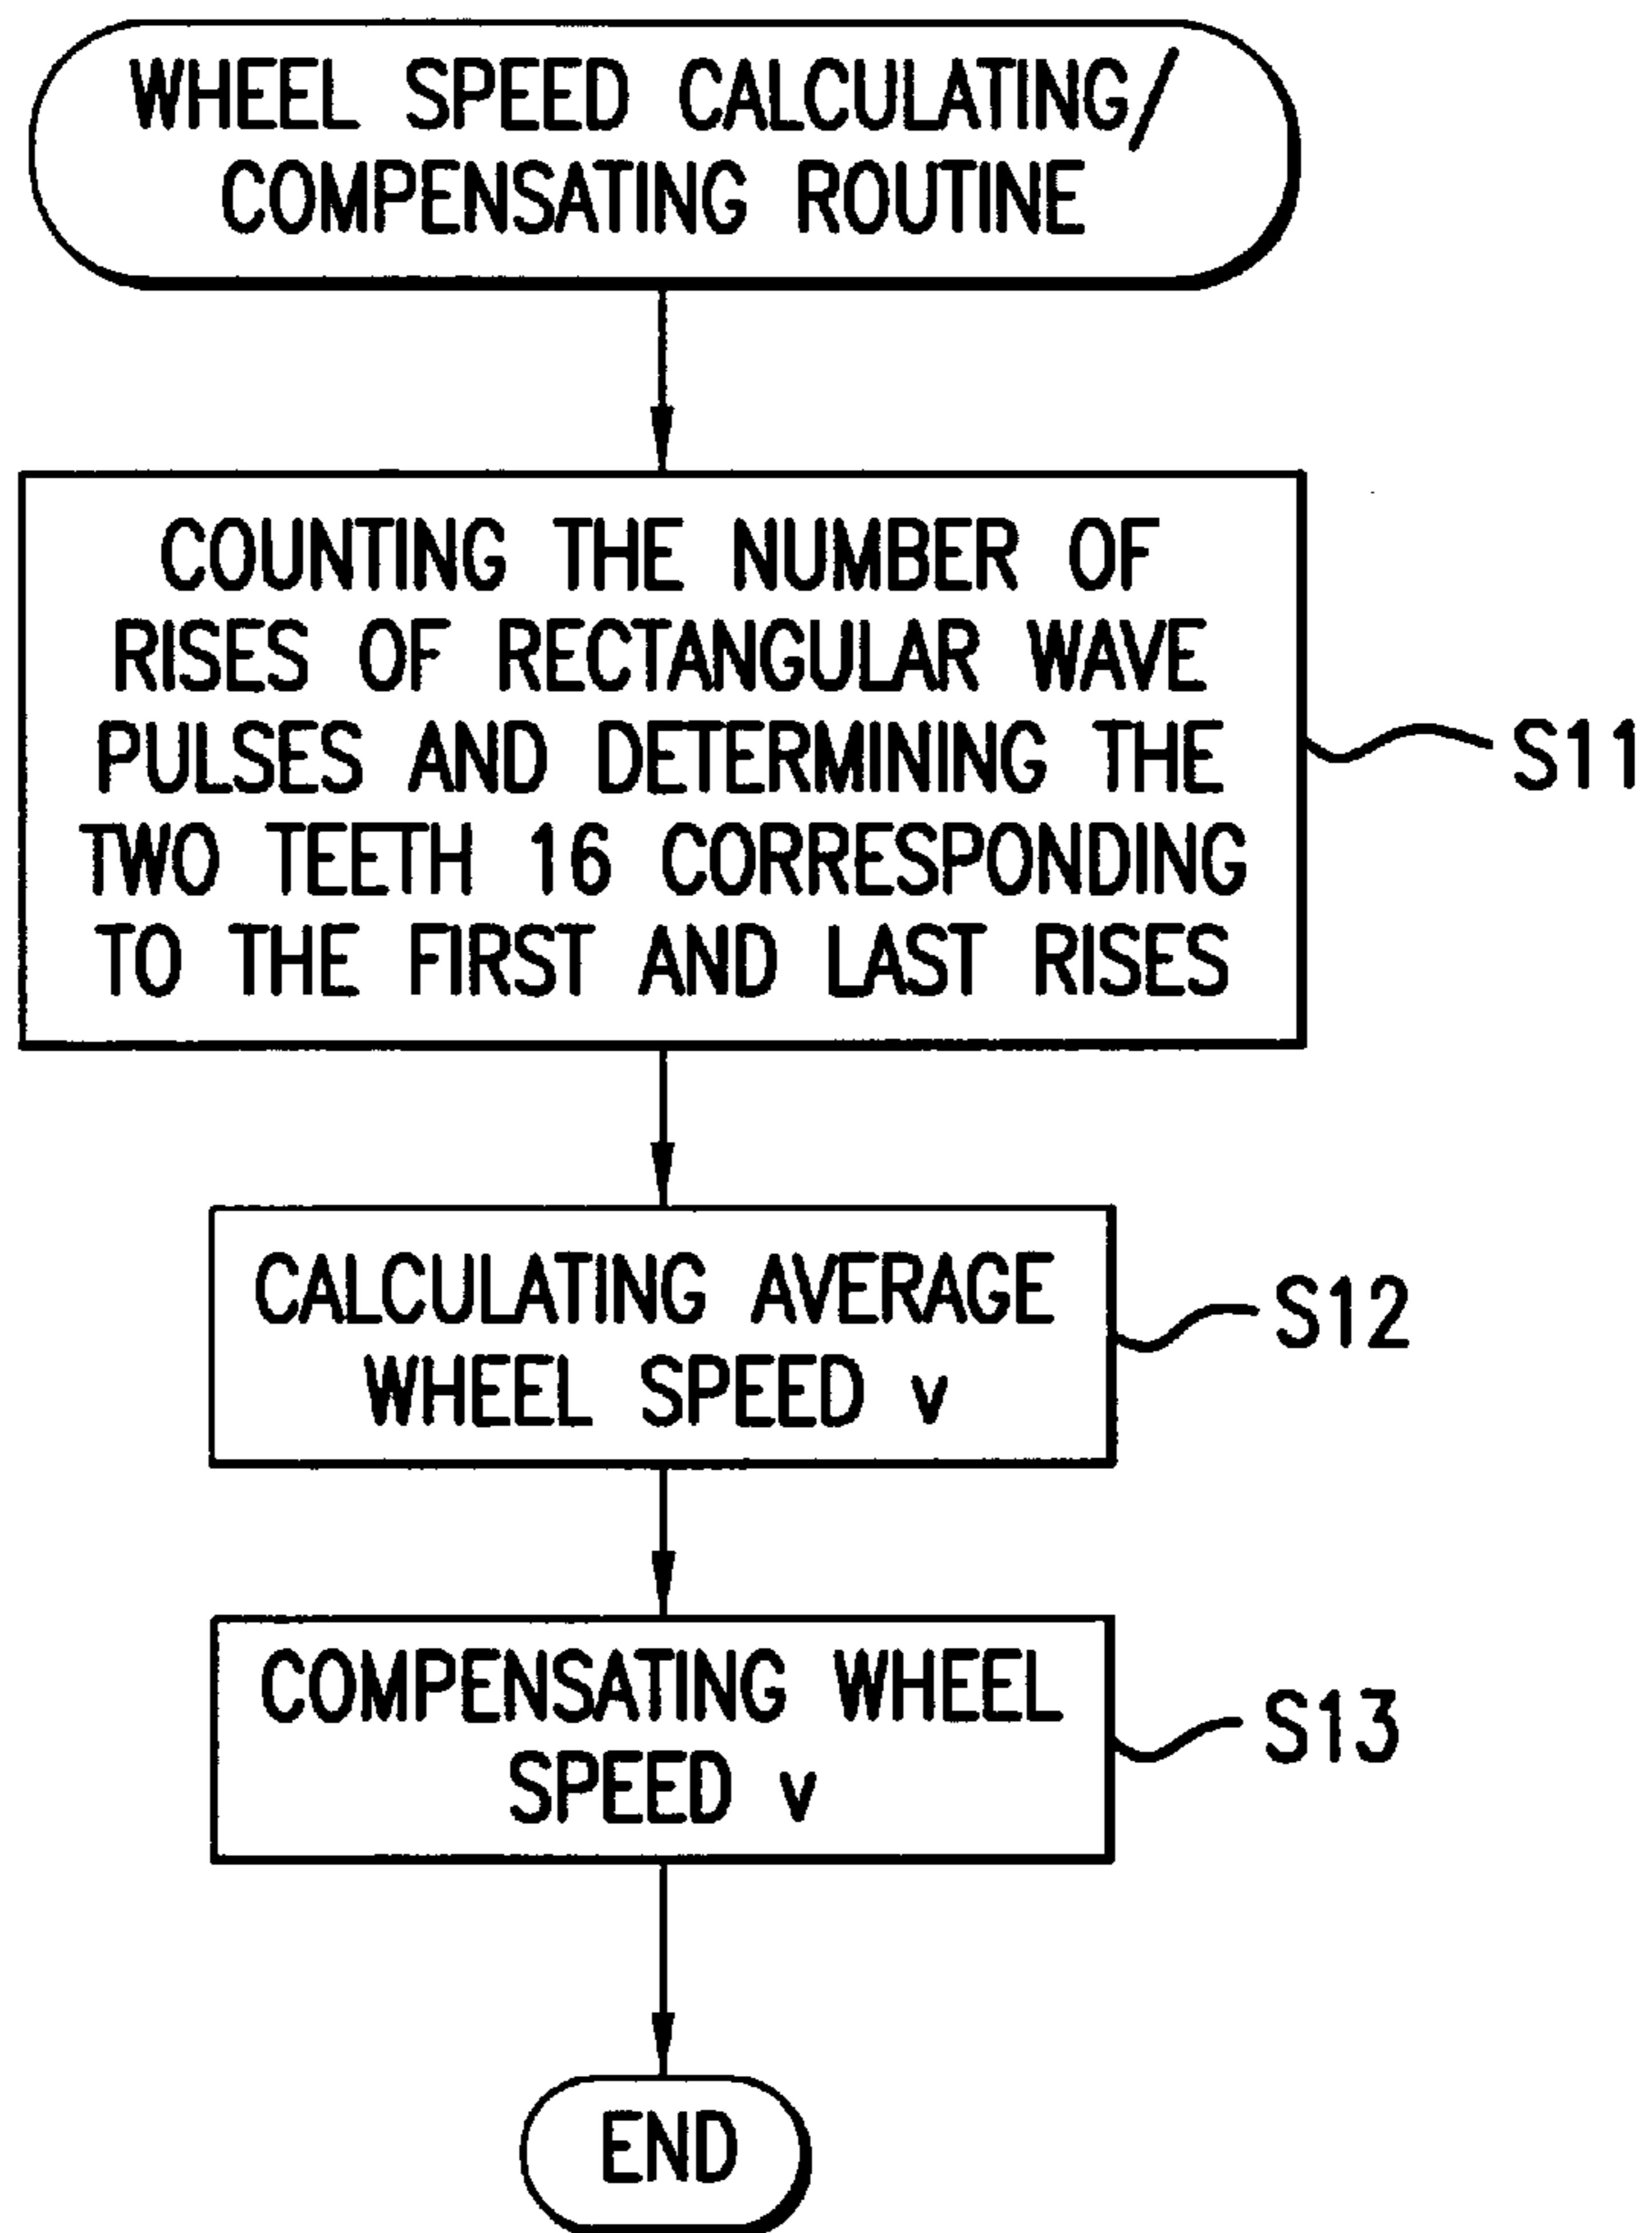 WHEEL SPEED CALCULATING/
COMPENSATING ROUTINE
COUNTING THE NUMBER OF
RISES OF RECTANGULAR WAVE
PULSES AND DETERMINING THE
TWO TEETH 16 CORRESPONDING
TO THE FIRST AND LAST RISES
S11
CALCULATING AVERAGE
WHEEL SPEED v
S12
COMPENSATING WHEEL
SPEED v
S13
END